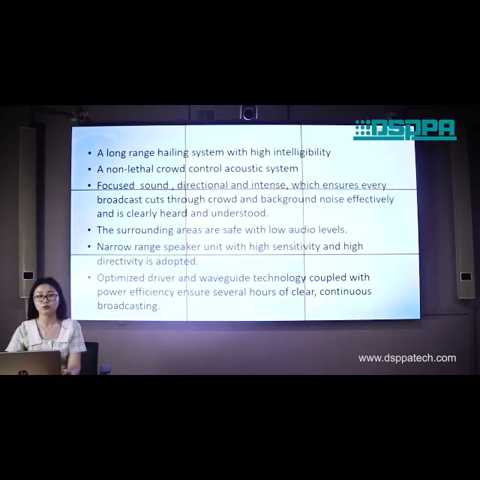 DSPPA
• A long range hailing system with high intelligibility
• A non-lethal crowd control acoustic system
• Focused sound , directional and intense, which ensures every
broadcast cuts through crowd and background noise effectively
and is clearly heard and understood.
• The surrounding areas are safe with low audio levels.
• Narrow range speaker unit with high sensitivity and high
directivity is adopted.
• Optimized driver and waveguide technology coupled with
power efficiency ensure several hours of clear, continuous
broadcasting.
www.dsppatech.com